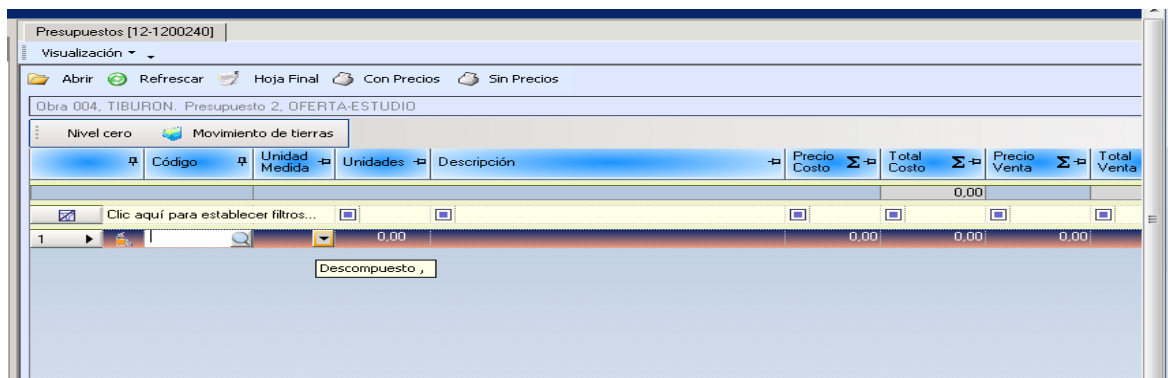 Presupuestos [12-1200240]
Visualización
Abrir Refrescar Hoja Final Con Precios Sin Precios
Obra 004, TIBURON. Presupuesto 2, OFERTA-ESTUDIO
Nivel cero Movimiento de tierras
Código Unidad Medida Unidades Descripción Precio Costo Σ Total Costo Σ Precio Venta Σ Total Venta
0,00
Clic aquí para establecer filtros...
1 0,00 0,00 0,00 0,00
Descompuesto ,